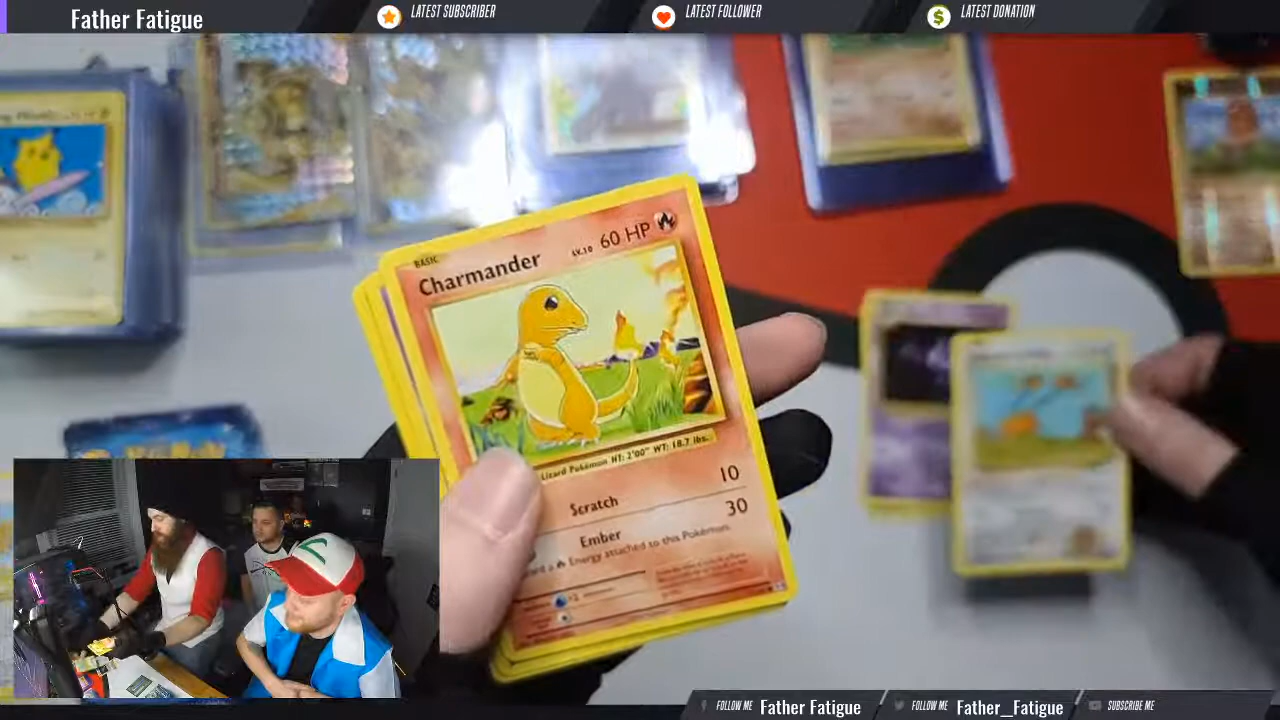 Father Fatigue
LATEST SUBSCRIBER
LATEST FOLLOWER
LATEST DONATION
BASIC
Charmander LV.10 60 HP
Lizard Pokémon HT: 2'00" WT: 18.7 lbs.
Scratch 10
Ember 30
Energy attached to this Pokémon.
FOLLOW ME Father Fatigue
FOLLOW ME Father_Fatigue
SUBSCRIBE ME